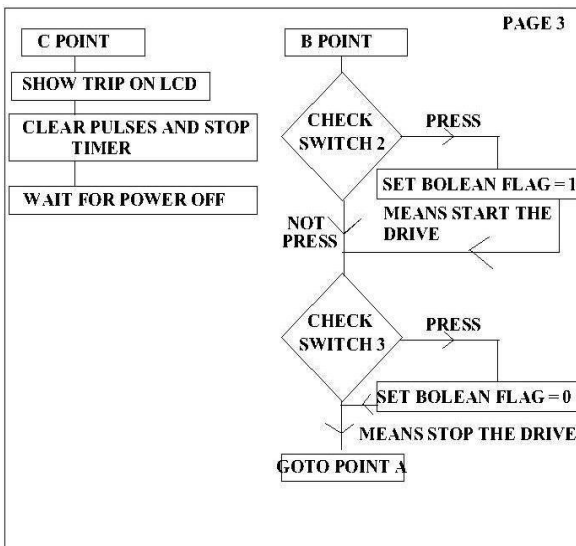 PAGE 3
C POINT
SHOW TRIP ON LCD
CLEAR PULSES AND STOP
TIMER
WAIT FOR POWER OFF
B POINT
CHECK
SWITCH 2
PRESS
SET BOLEAN FLAG = 1
MEANS START THE
DRIVE
NOT
PRESS
CHECK
SWITCH 3
PRESS
SET BOLEAN FLAG = 0
MEANS STOP THE DRIVE
GOTO POINT A